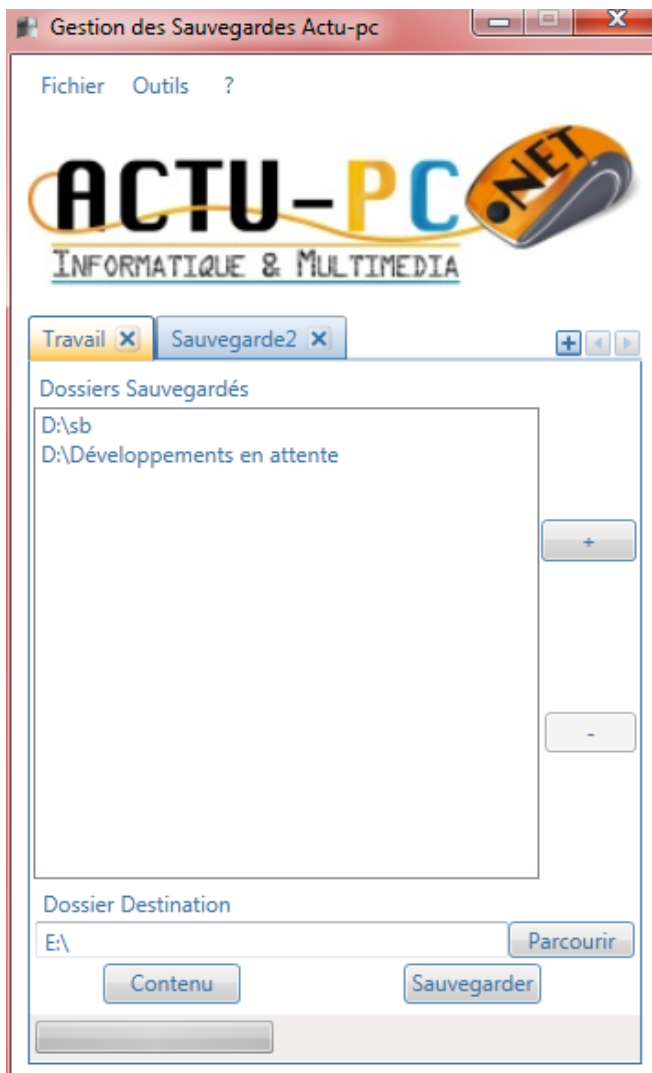 Gestion des Sauvegardes Actu-pc
Fichier Outils ?
ACTU-PC .NET
INFORMATIQUE & MULTIMEDIA
Travail Sauvegarde2
Dossiers Sauvegardés
D:\sb
D:\Développements en attente
+
-
Dossier Destination
E:\ Parcourir
Contenu Sauvegarder